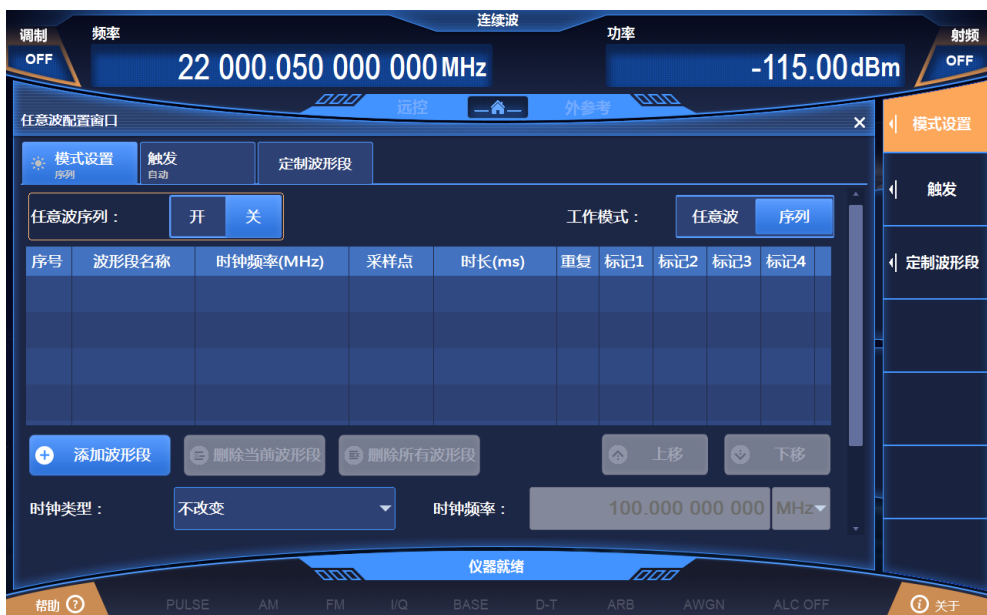 连续波
调制 频率 功率 射频
OFF 22 000.050 000 000 MHz -115.00 dBm OFF
远控 外参考
任意波配置窗口 × 模式设置
模式设置 触发 定制波形段
序列 自动
触发
任意波序列： 开 关 工作模式： 任意波 序列
序号 波形段名称 时钟频率(MHz) 采样点 时长(ms) 重复 标记1 标记2 标记3 标记4
定制波形段
添加波形段 删除当前波形段 删除所有波形段 上移 下移
时钟类型： 不改变 时钟频率： 100.000 000 000 MHz
仪器就绪
帮助 PULSE AM FM I/Q BASE D-T ARB AWGN ALC OFF 关于